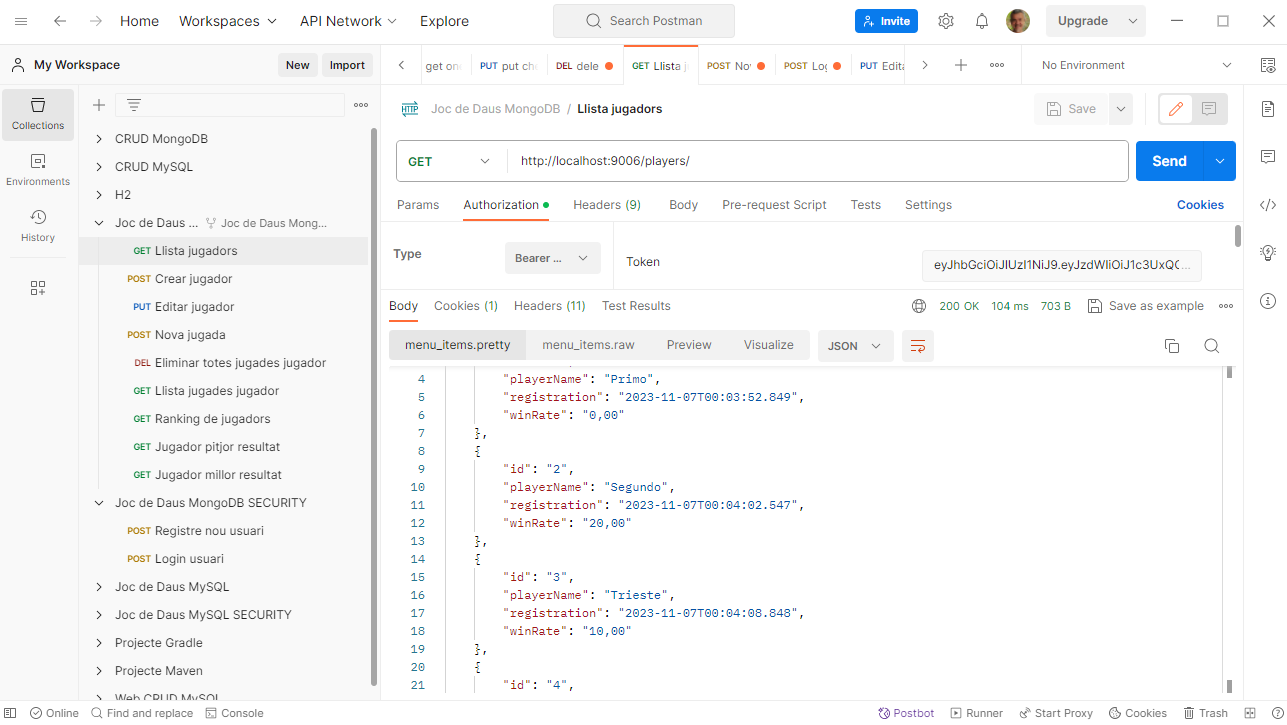 Home Workspaces API Network Explore Search Postman Invite Upgrade
My Workspace New Import
get one PUT put ch DEL dele GET Llista j POST No POST Lo PUT Edit No Environment
Collections
Environments
History
CRUD MongoDB
CRUD MySQL
H2
Joc de Daus ... Joc de Daus Mong...
GET Llista jugadors
POST Crear jugador
PUT Editar jugador
POST Nova jugada
DEL Eliminar totes jugades jugador
GET Llista jugades jugador
GET Ranking de jugadors
GET Jugador pitjor resultat
GET Jugador millor resultat
Joc de Daus MongoDB SECURITY
POST Registre nou usuari
POST Login usuari
Joc de Daus MySQL
Joc de Daus MySQL SECURITY
Projecte Gradle
Projecte Maven
Web CRUD MySQL
HTTP Joc de Daus MongoDB / Llista jugadors Save
GET http://localhost:9006/players/ Send
Params Authorization Headers (9) Body Pre-request Script Tests Settings Cookies
Type Bearer ... Token eyJhbGciOiJIUzI1NiJ9.eyJzdWIiOiJ1c3UxQG...
Body Cookies (1) Headers (11) Test Results 200 OK 104 ms 703 B Save as example
menu_items.pretty menu_items.raw Preview Visualize JSON
4 "playerName": "Primo",
5 "registration": "2023-11-07T00:03:52.849",
6 "winRate": "0,00"
7 },
8 {
9 "id": "2",
10 "playerName": "Segundo",
11 "registration": "2023-11-07T00:04:02.547",
12 "winRate": "20,00"
13 },
14 {
15 "id": "3",
16 "playerName": "Trieste",
17 "registration": "2023-11-07T00:04:08.848",
18 "winRate": "10,00"
19 },
20 {
21 "id": "4",
Online Find and replace Console Postbot Runner Start Proxy Cookies Trash